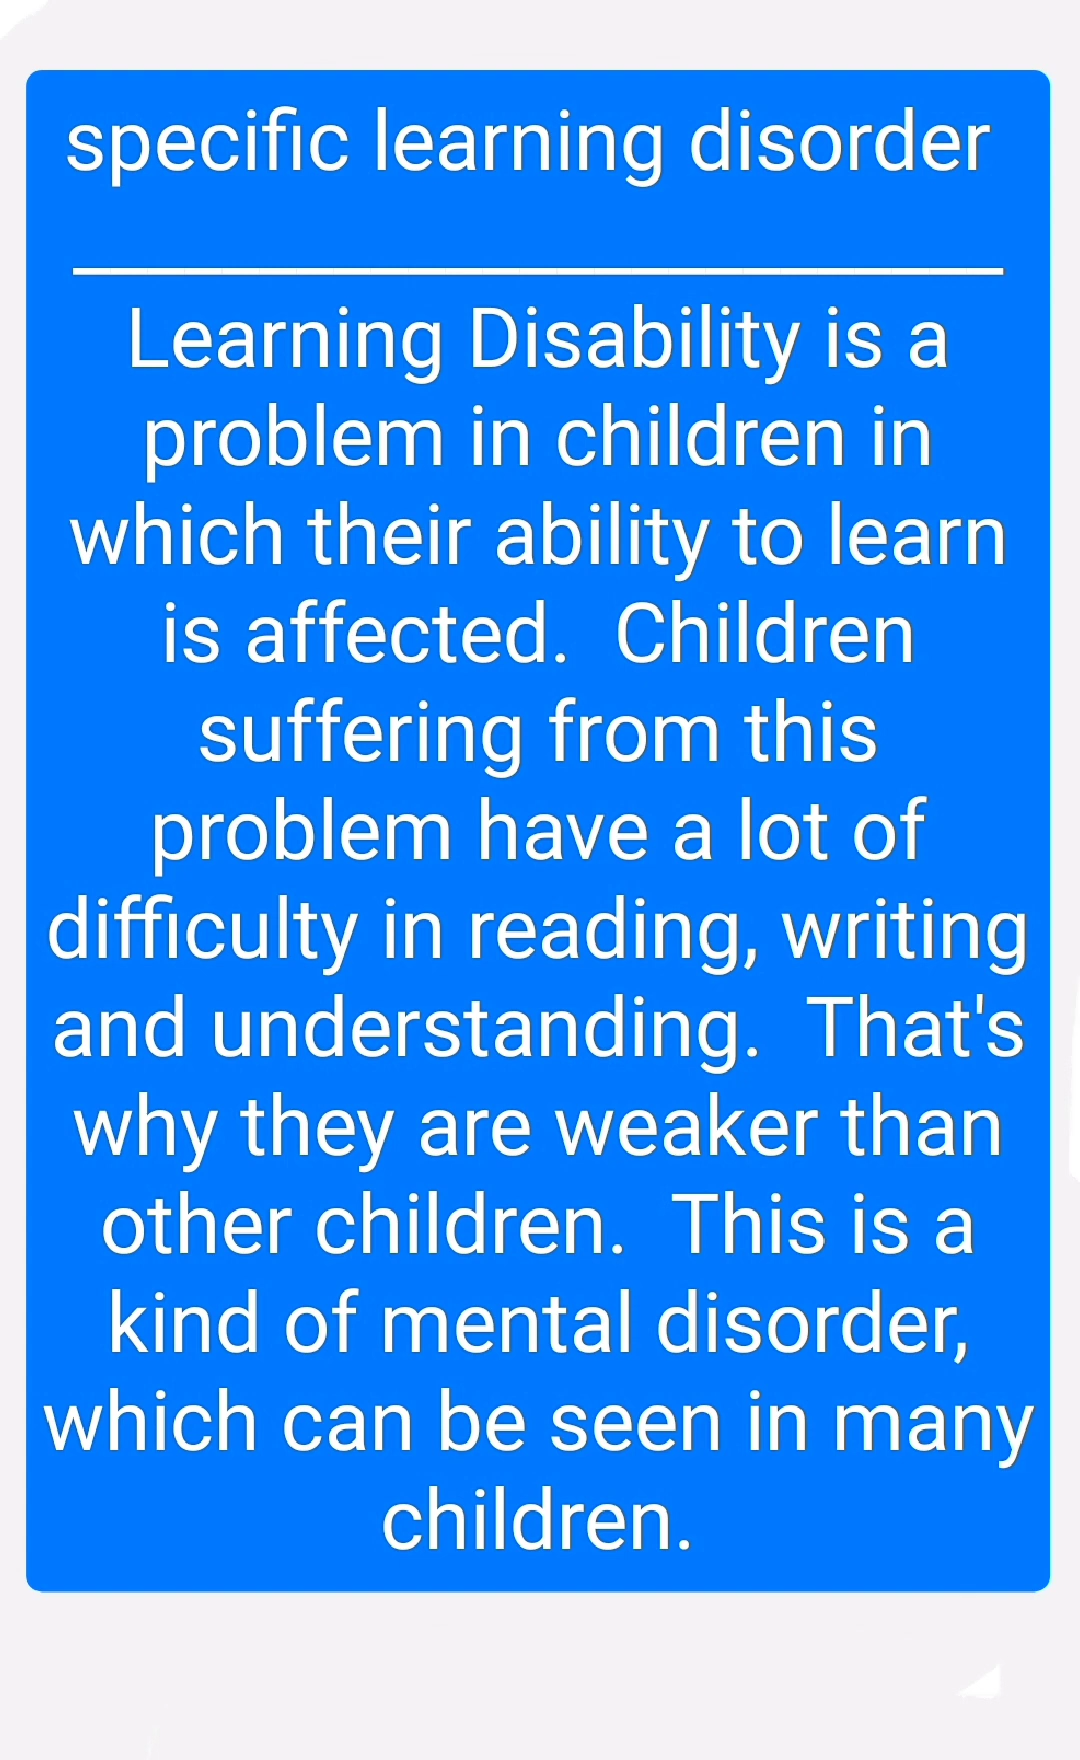 specific learning disorder
Learning Disability is a
problem in children in
which their ability to learn
is affected.  Children
suffering from this
problem have a lot of
difficulty in reading, writing
and understanding.  That's
why they are weaker than
other children.  This is a
kind of mental disorder,
which can be seen in many
children.